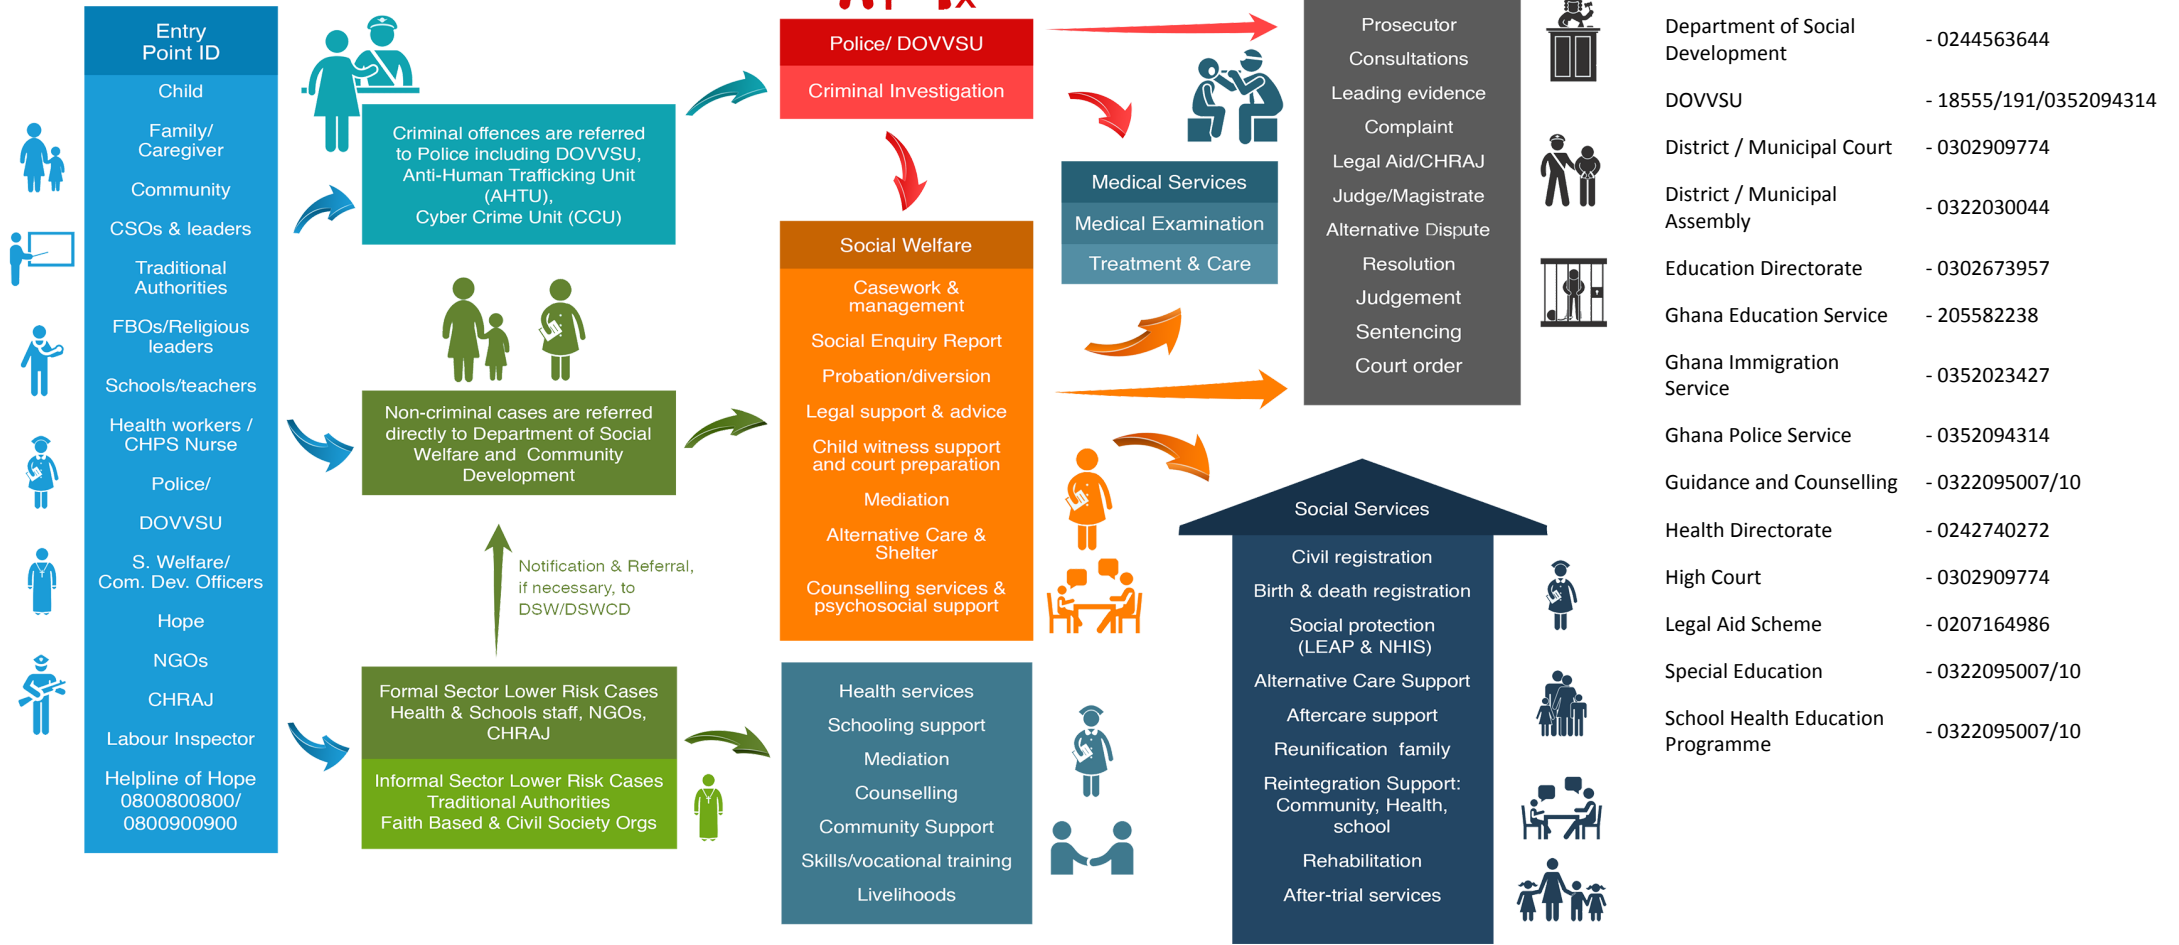 Entry
Point ID
Child
Family/
Caregiver
Community
CSOs & leaders
Traditional
Authorities
FBOs/Religious
leaders
Schools/teachers
Health workers /
CHPS Nurse
Police/
DOVVSU
S. Welfare/
Com. Dev. Officers
Hope
NGOs
CHRAJ
Labour Inspector
Helpline of Hope
0800800800/
0800900900
Criminal offences are referred
to Police including DOVVSU,
Anti-Human Trafficking Unit
(AHTU),
Cyber Crime Unit (CCU)
Non-criminal cases are referred
directly to Department of Social
Welfare and Community
Development
Notification & Referral,
if necessary, to
DSW/DSWCD
Formal Sector Lower Risk Cases
Health & Schools staff, NGOs,
CHRAJ
Informal Sector Lower Risk Cases
Traditional Authorities
Faith Based & Civil Society Orgs
Police/ DOVVSU
Criminal Investigation
Social Welfare
Casework &
management
Social Enquiry Report
Probation/diversion
Legal support & advice
Child witness support
and court preparation
Mediation
Alternative Care &
Shelter
Counselling services &
psychosocial support
Health services
Schooling support
Mediation
Counselling
Community Support
Skills/vocational training
Livelihoods
Medical Services
Medical Examination
Treatment & Care
Prosecutor
Consultations
Leading evidence
Complaint
Legal Aid/CHRAJ
Judge/Magistrate
Alternative Dispute
Resolution
Judgement
Sentencing
Court order
Social Services
Civil registration
Birth & death registration
Social protection
(LEAP & NHIS)
Alternative Care Support
Aftercare support
Reunification family
Reintegration Support:
Community, Health,
school
Rehabilitation
After-trial services
Department of Social
Development - 0244563644
DOVVSU - 18555/191/0352094314
District / Municipal Court - 0302909774
District / Municipal
Assembly - 0322030044
Education Directorate - 0302673957
Ghana Education Service - 205582238
Ghana Immigration
Service - 0352023427
Ghana Police Service - 0352094314
Guidance and Counselling - 0322095007/10
Health Directorate - 0242740272
High Court - 0302909774
Legal Aid Scheme - 0207164986
Special Education - 0322095007/10
School Health Education
Programme - 0322095007/10